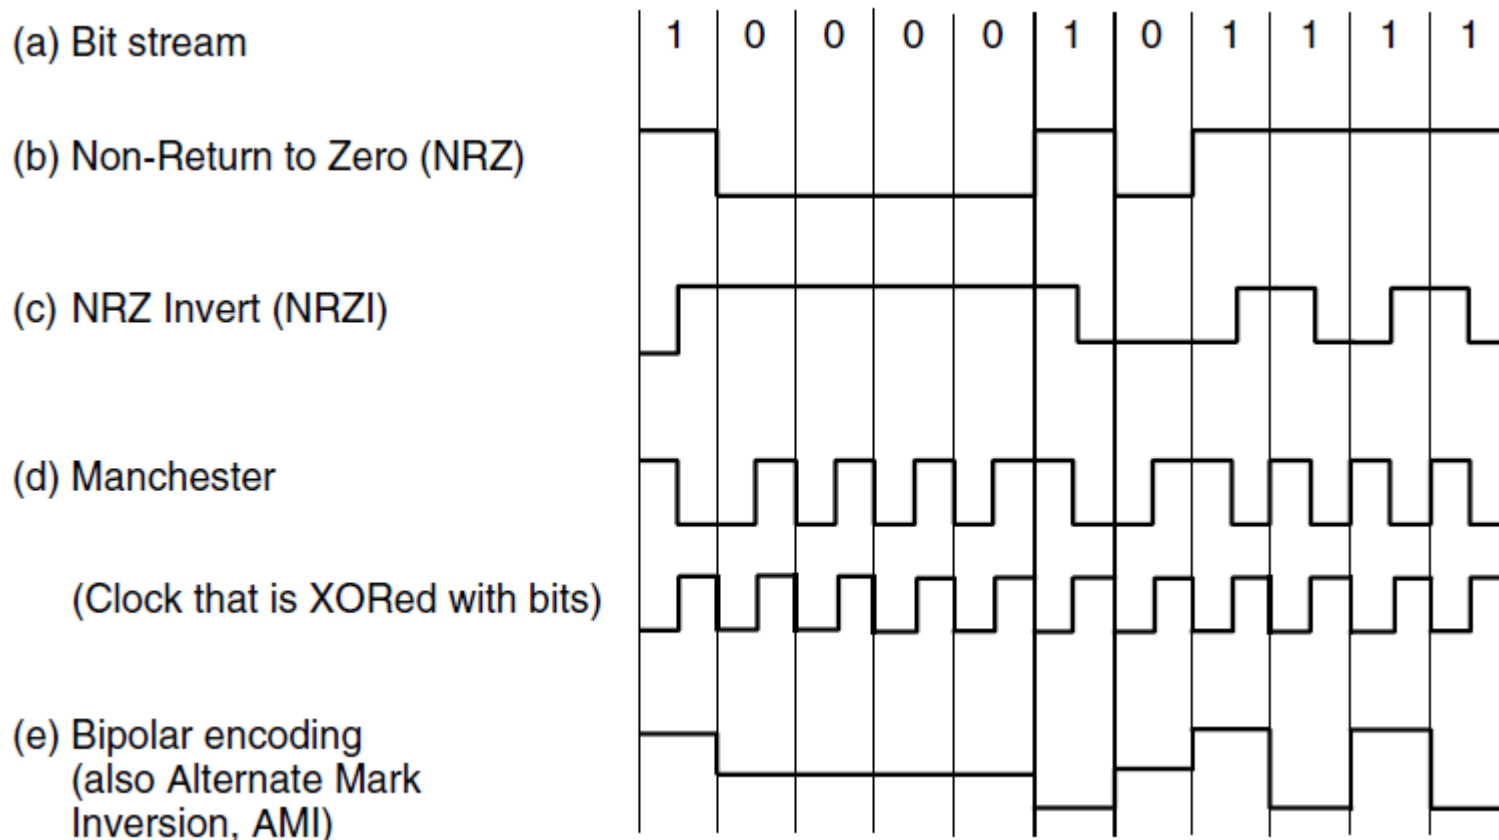 (a) Bit stream 1 0 0 0 0 1 0 1 1 1 1
(b) Non-Return to Zero (NRZ)
(c) NRZ Invert (NRZI)
(d) Manchester
(Clock that is XORed with bits)
(e) Bipolar encoding
(also Alternate Mark
Inversion, AMI)